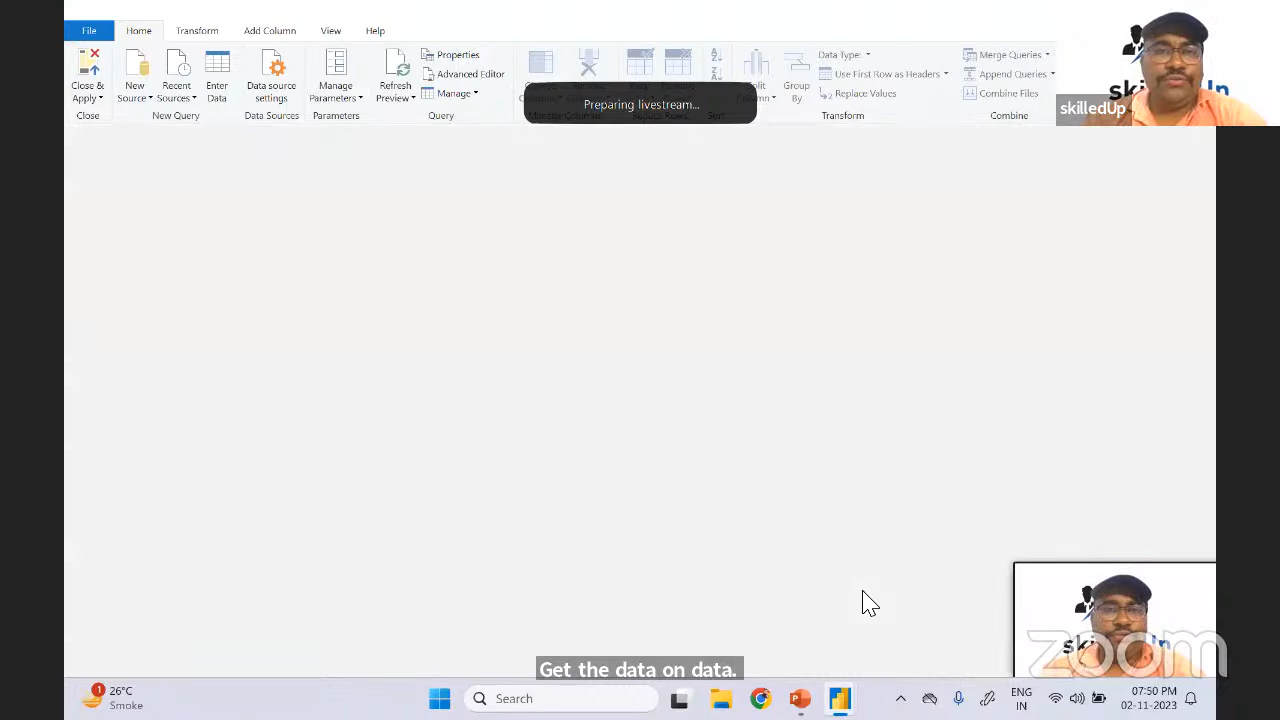 File Home Transform Add Column View Help
Close & Apply
Close
New Source
Recent Sources
Enter Data
New Query
Data source settings
Data Sources
Manage Parameters
Parameters
Refresh Preview
Properties
Advanced Editor
Manage
Query
Split
Group By
Data Type:
Use First Row as Headers
Replace Values
Transform
Merge Queries
Append Queries
Combine Files
Combine
Preparing livestream...
skilledUp
Get the data on data.
zoom
1
26°C
Smoke
Search
ENG
IN
07:50 PM
02-11-2023